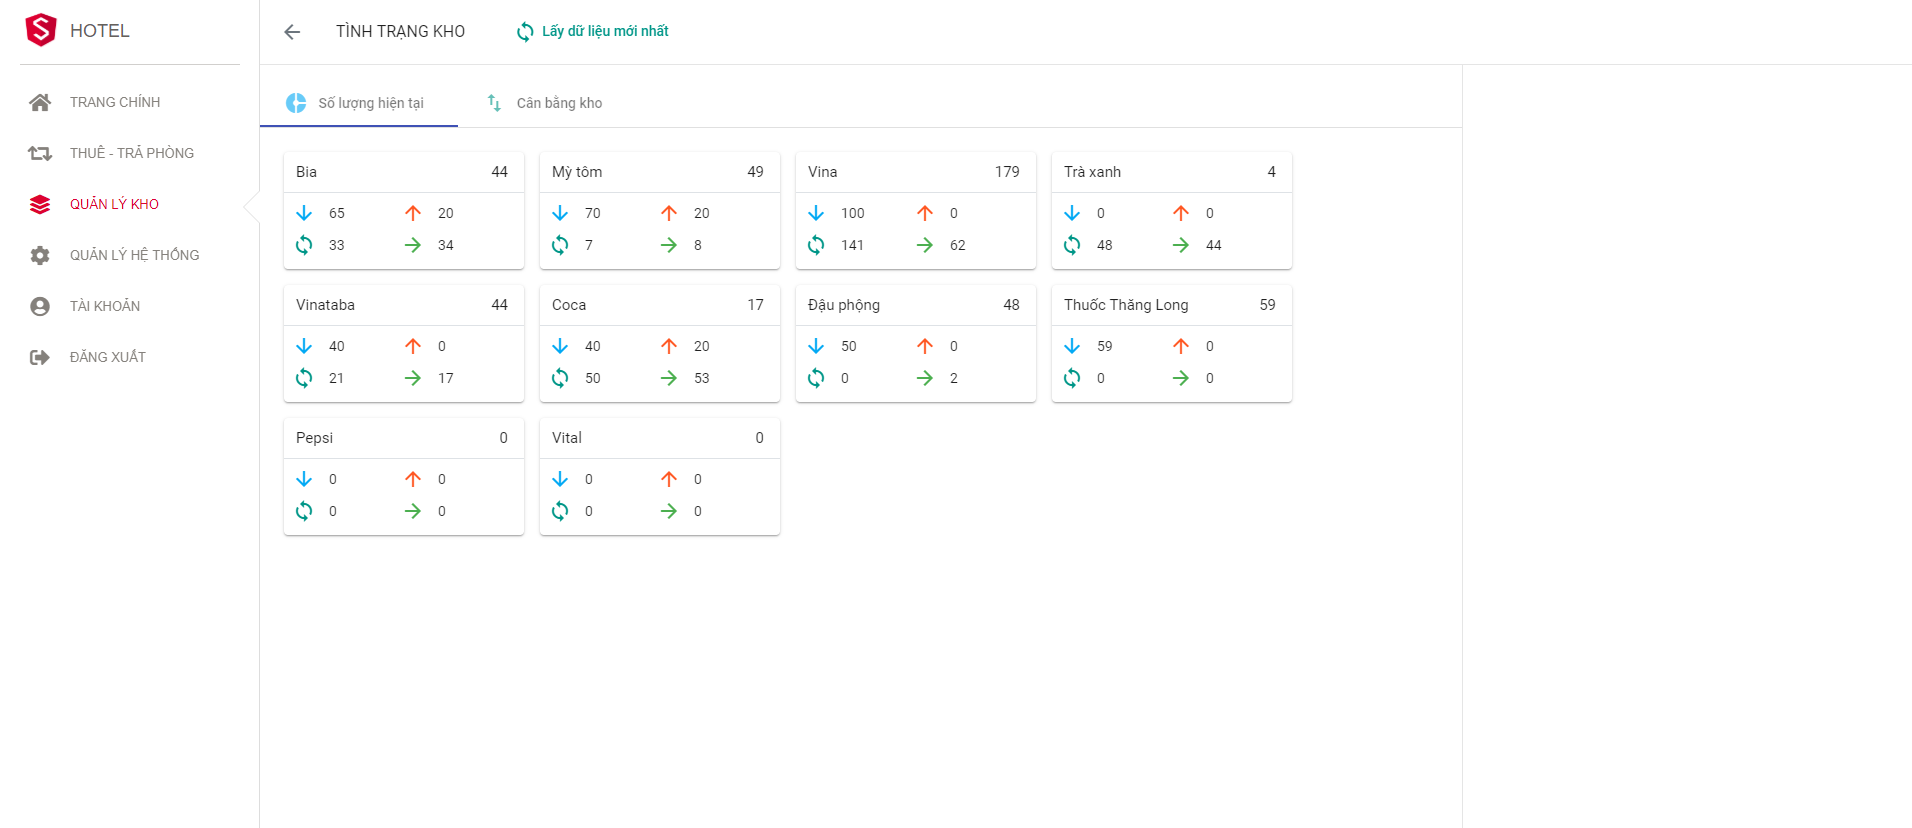 HOTEL
TRANG CHÍNH
THUÊ - TRẢ PHÒNG
QUẢN LÝ KHO
QUẢN LÝ HỆ THỐNG
TÀI KHOẢN
ĐĂNG XUẤT
TÌNH TRẠNG KHO
Lấy dữ liệu mới nhất
Số lượng hiện tại
Cân bằng kho
Bia 44
65 20
33 34
Mỳ tôm 49
70 20
7 8
Vina 179
100 0
141 62
Trà xanh 4
0 0
48 44
Vinataba 44
40 0
21 17
Coca 17
40 20
50 53
Đậu phộng 48
50 0
0 2
Thuốc Thăng Long 59
59 0
0 0
Pepsi 0
0 0
0 0
Vital 0
0 0
0 0